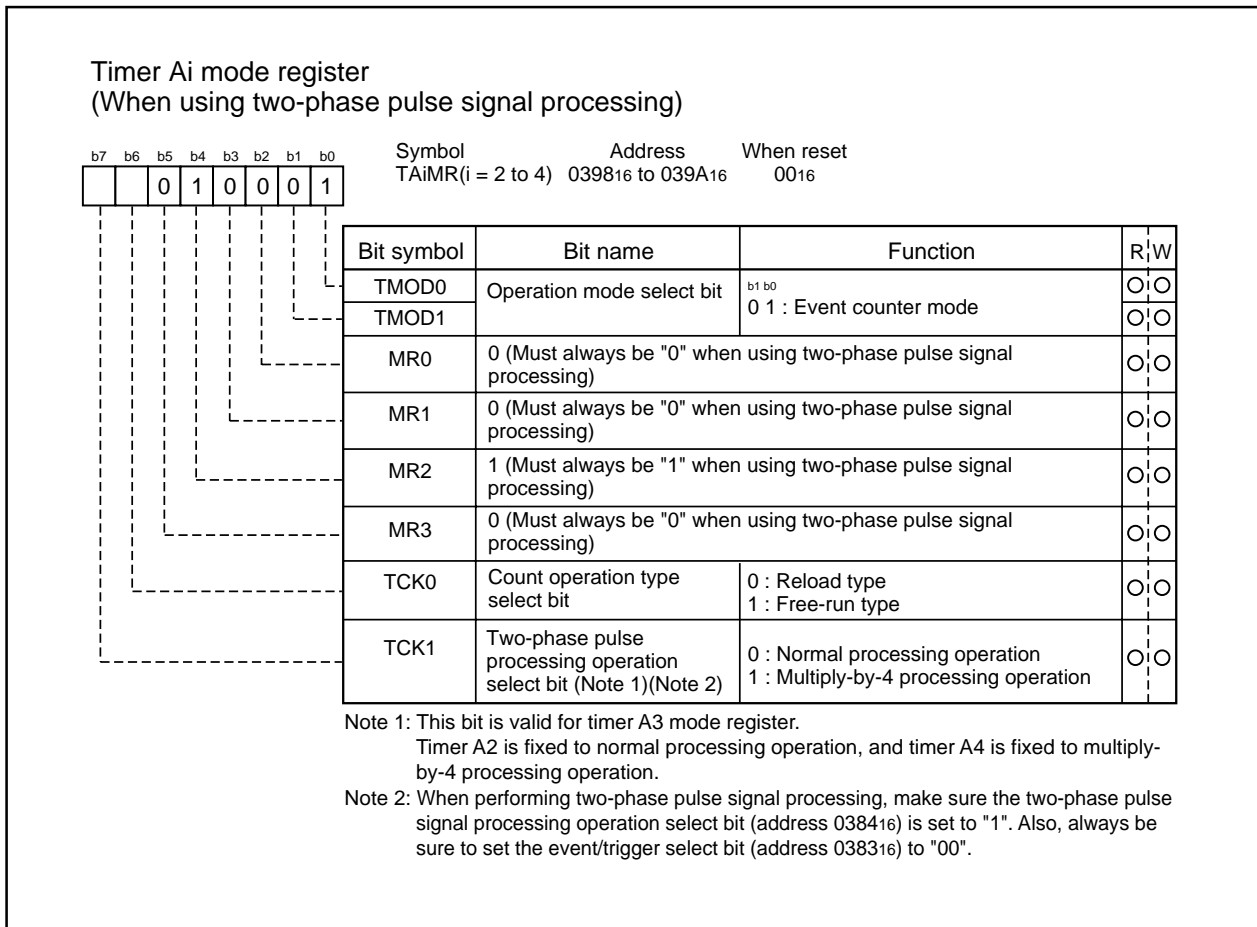 Timer Ai mode register
(When using two-phase pulse signal processing)
b7 b6 b5 b4 b3 b2 b1 b0
0 1 0 0 0 1
Symbol Address When reset
TAiMR(i = 2 to 4) 039816 to 039A16 0016
Bit symbol Bit name Function R W
TMOD0 Operation mode select bit b1 b0
TMOD1 0 1 : Event counter mode
MR0 0 (Must always be "0" when using two-phase pulse signal
processing)
MR1 0 (Must always be "0" when using two-phase pulse signal
processing)
MR2 1 (Must always be "1" when using two-phase pulse signal
processing)
MR3 0 (Must always be "0" when using two-phase pulse signal
processing)
TCK0 Count operation type 0 : Reload type
select bit 1 : Free-run type
TCK1 Two-phase pulse
processing operation 0 : Normal processing operation
select bit (Note 1)(Note 2) 1 : Multiply-by-4 processing operation
Note 1: This bit is valid for timer A3 mode register.
Timer A2 is fixed to normal processing operation, and timer A4 is fixed to multiply-
by-4 processing operation.
Note 2: When performing two-phase pulse signal processing, make sure the two-phase pulse
signal processing operation select bit (address 038416) is set to "1". Also, always be
sure to set the event/trigger select bit (address 038316) to "00".